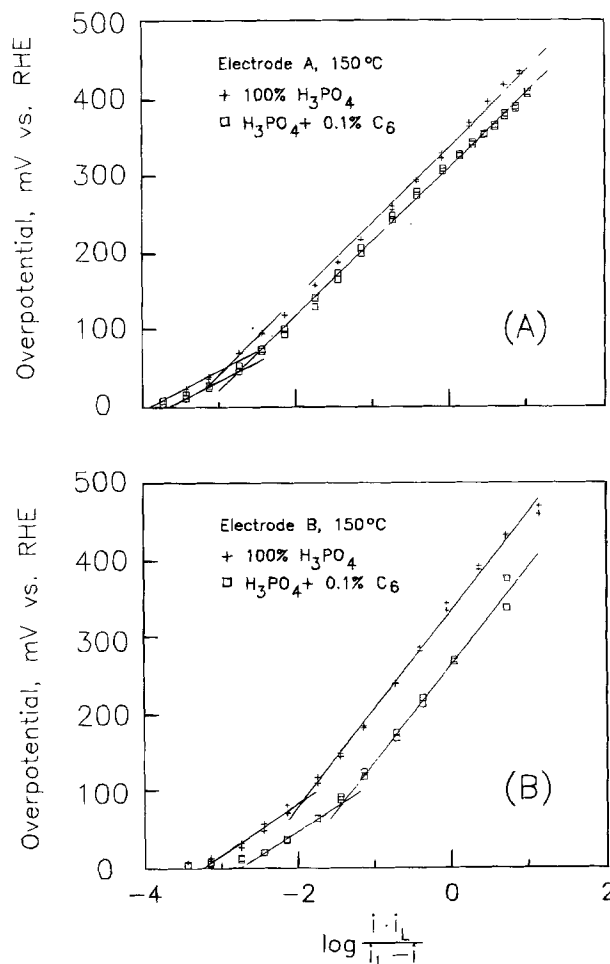 500
400
300
200
100
0
Overpotential, mV vs. RHE
Electrode A, 150°C
+ 100% H₃PO₄
□ H₃PO₄+ 0.1% C₆
(A)
500
400
300
200
100
0
Overpotential, mV vs. RHE
Electrode B, 150°C
+ 100% H₃PO₄
□ H₃PO₄+ 0.1% C₆
(B)
−4 −2 0 2
log i · i_L
i_L − i